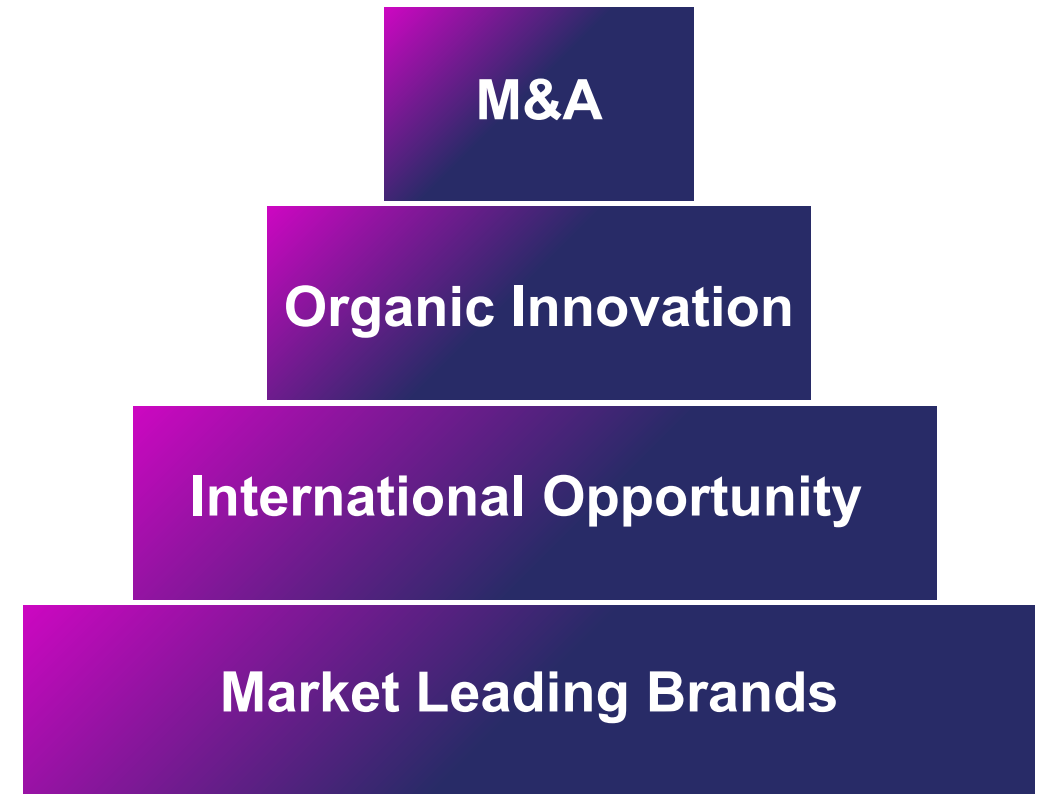 M&A
Organic Innovation
International Opportunity
Market Leading Brands